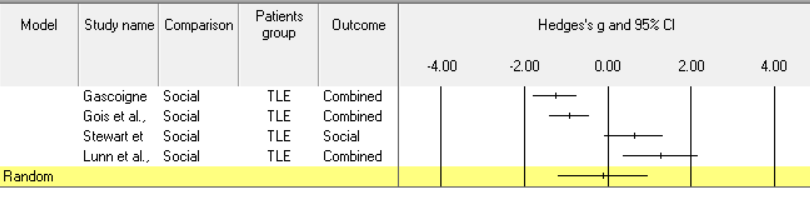 Model Study name Comparison Patients group Outcome Hedges's g and 95% CI
-4.00 -2.00 0.00 2.00 4.00
Gascoigne Social TLE Combined
Gois et al., Social TLE Combined
Stewart et Social TLE Social
Lunn et al., Social TLE Combined
Random